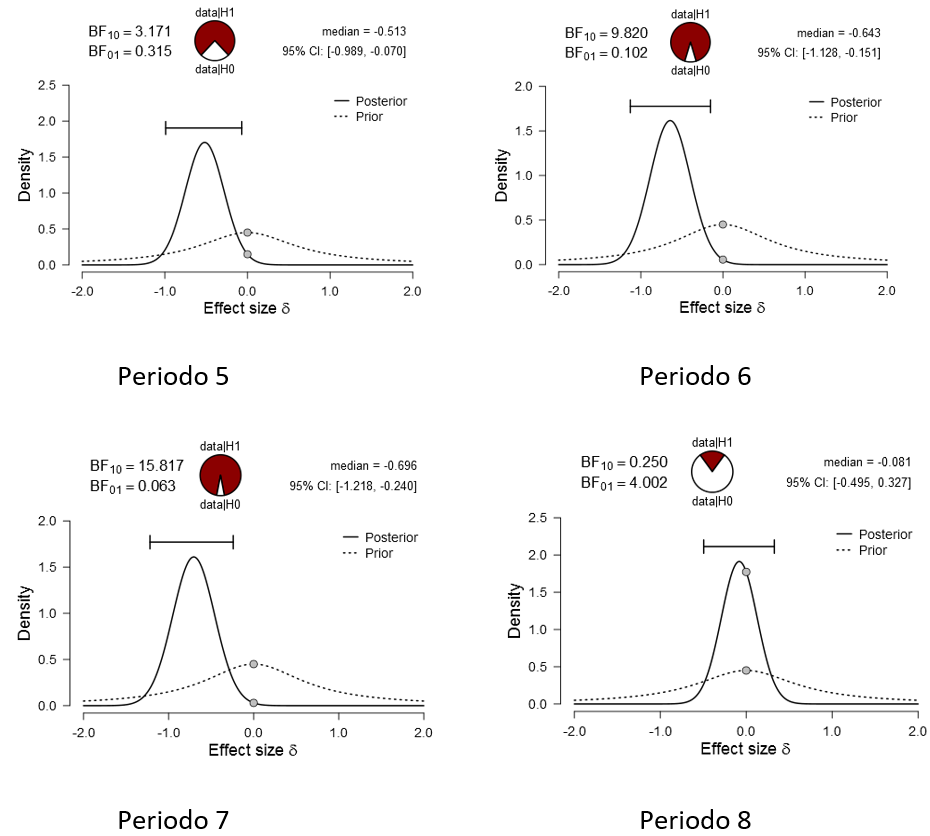 data|H1
BF10 = 3.171
BF01 = 0.315
data|H0
median = -0.513
95% CI: [-0.989, -0.070]
Posterior
Prior
Density
2.5
2.0
1.5
1.0
0.5
0.0
-2.0 -1.0 0.0 1.0 2.0
Effect size δ
Periodo 5
data|H1
BF10 = 9.820
BF01 = 0.102
data|H0
median = -0.643
95% CI: [-1.128, -0.151]
Posterior
Prior
Density
2.0
1.5
1.0
0.5
0.0
-2.0 -1.0 0.0 1.0 2.0
Effect size δ
Periodo 6
data|H1
BF10 = 15.817
BF01 = 0.063
data|H0
median = -0.696
95% CI: [-1.218, -0.240]
Posterior
Prior
Density
2.0
1.5
1.0
0.5
0.0
-2.0 -1.0 0.0 1.0 2.0
Effect size δ
Periodo 7
data|H1
BF10 = 0.250
BF01 = 4.002
data|H0
median = -0.081
95% CI: [-0.495, 0.327]
Posterior
Prior
Density
2.5
2.0
1.5
1.0
0.5
0.0
-2.0 -1.0 0.0 1.0 2.0
Effect size δ
Periodo 8